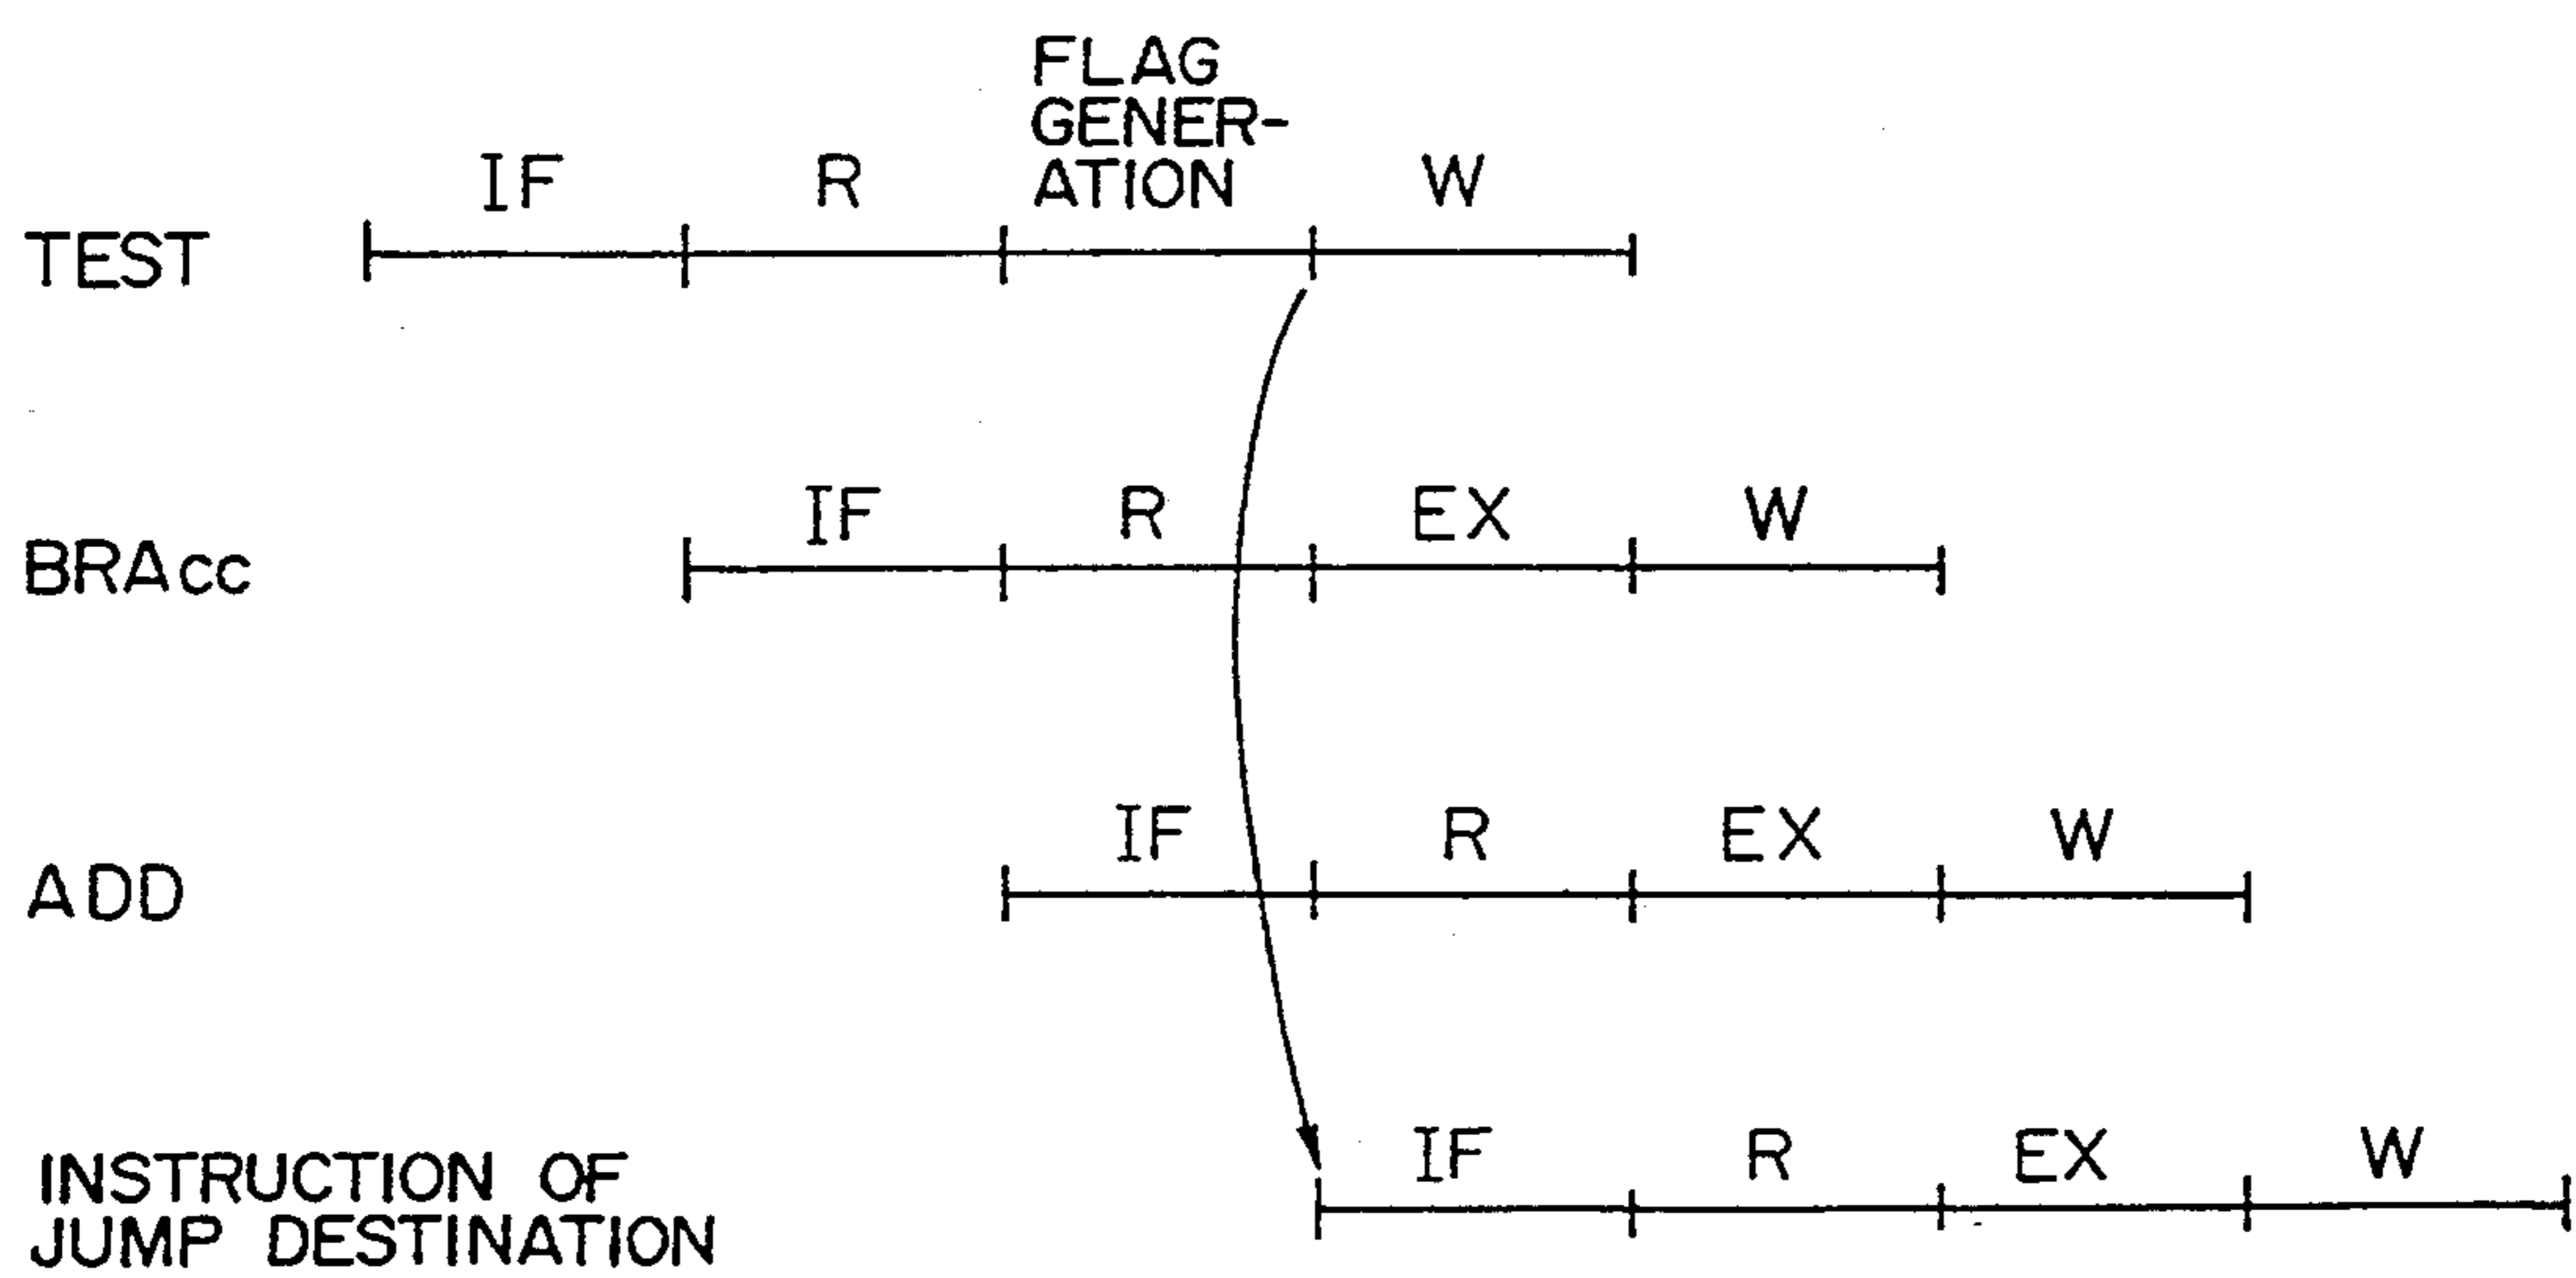 FLAG
GENER-
ATION
IF R W
TEST
IF R EX W
BRAcc
IF R EX W
ADD
IF R EX W
INSTRUCTION OF
JUMP DESTINATION